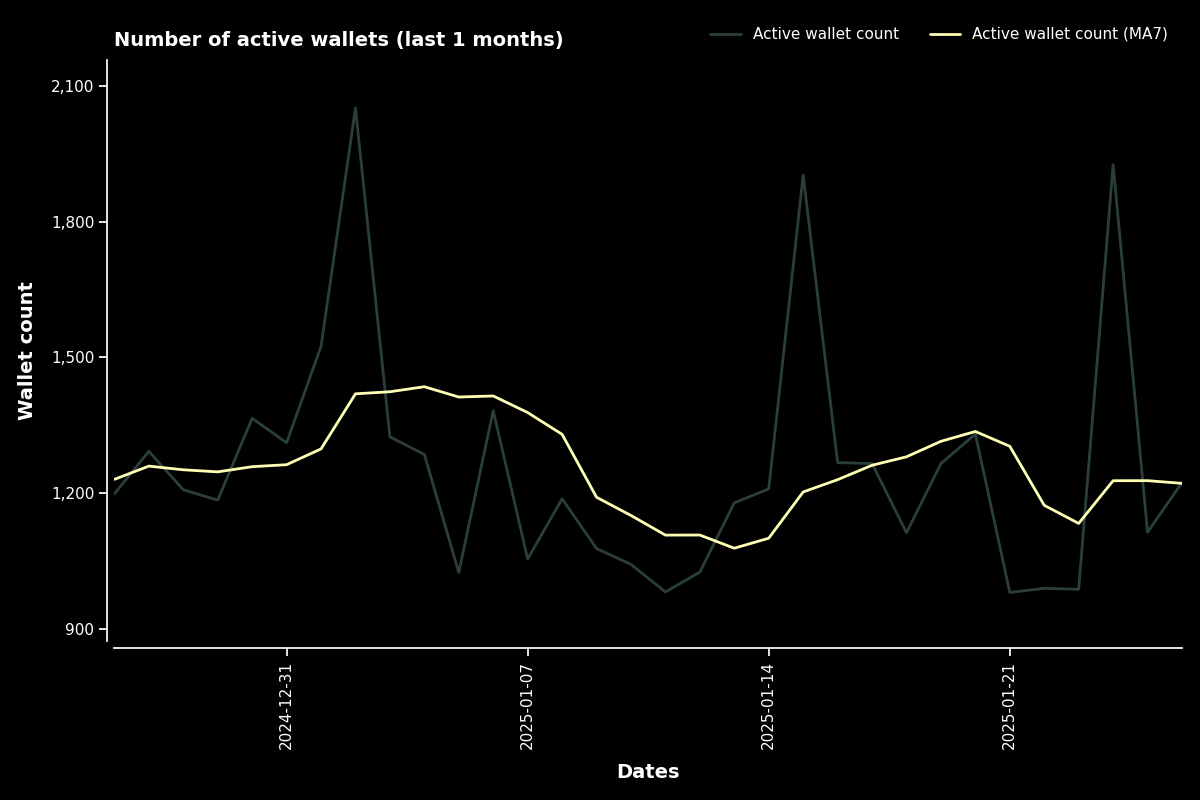 Number of active wallets (last 1 months)
Active wallet count
Active wallet count (MA7)
Wallet count
2,100
1,800
1,500
1,200
900
2024-12-31
2025-01-07
2025-01-14
2025-01-21
Dates